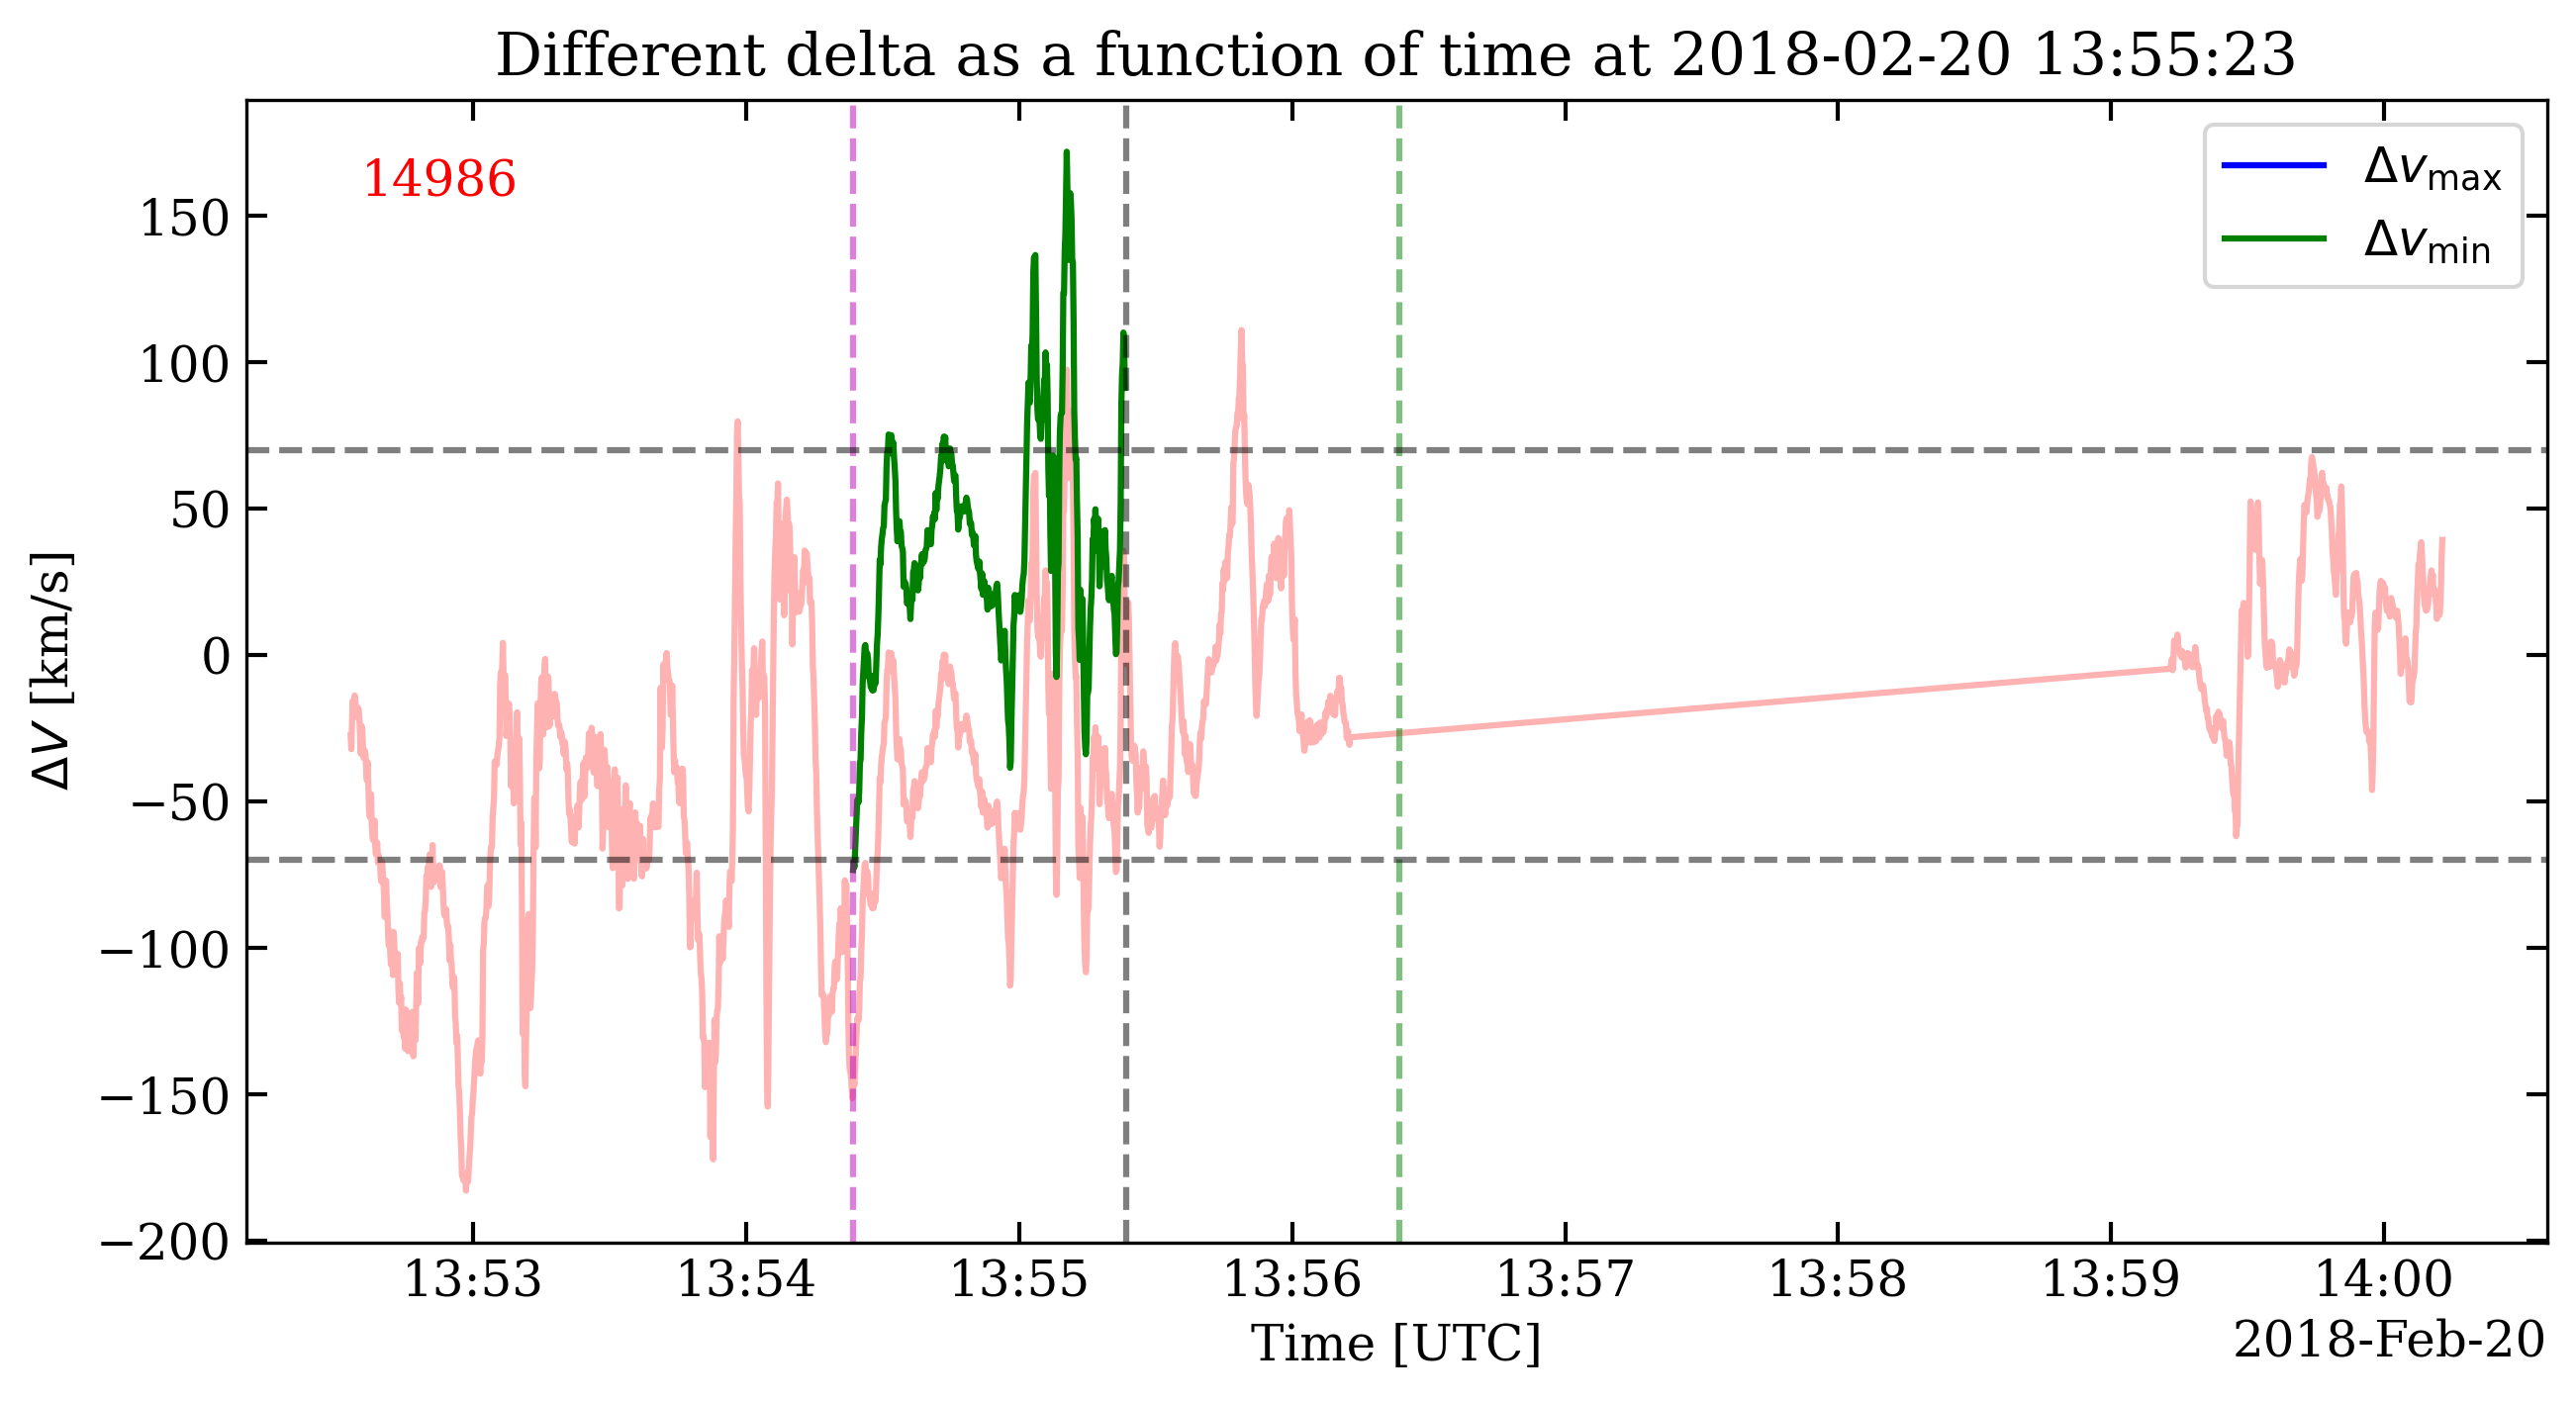 Different delta as a function of time at 2018-02-20 13:55:23
14986
Δv_max
Δv_min
150
100
50
0
−50
−100
−150
−200
ΔV [km/s]
13:53 13:54 13:55 13:56 13:57 13:58 13:59 14:00
Time [UTC]
2018-Feb-20